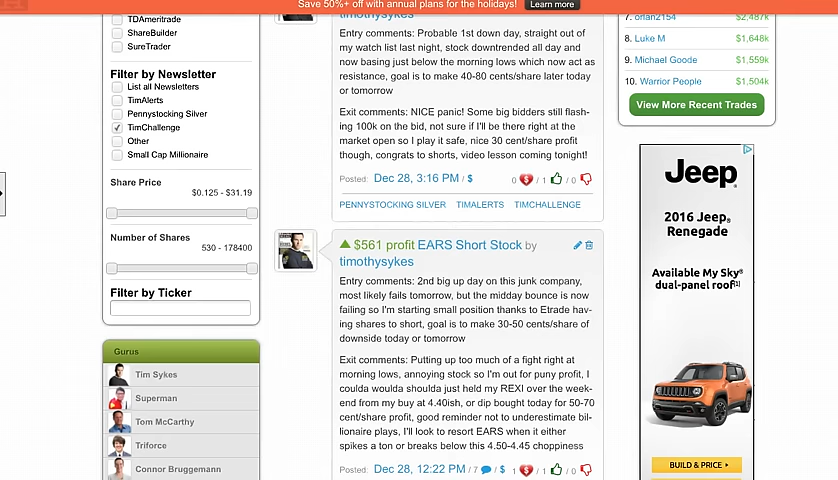 Save 50%+ off with annual plans for the holidays! Learn more
TDAmeritrade
ShareBuilder
SureTrader
Filter by Newsletter
List all Newsletters
TimAlerts
Pennystocking Silver
TimChallenge
Other
Small Cap Millionaire
Share Price
$0.125 - $31.19
Number of Shares
530 - 178400
Filter by Ticker
Gurus
Tim Sykes
Superman
Tom McCarthy
Triforce
Connor Bruggemann
timothysykes
Entry comments: Probable 1st down day, straight out of
my watch list last night, stock downtrended all day and
now basing just below the morning lows which now act as
resistance, goal is to make 40-80 cents/share later today
or tomorrow
Exit comments: NICE panic! Some big bidders still flash-
ing 100k on the bid, not sure if I'll be there right at the
market open so I play it safe, nice 30 cent/share profit
though, congrats to shorts, video lesson coming tonight!
Posted: Dec 28, 3:16 PM / $ 0 $ / 1 / 0
PENNYSTOCKING SILVER TIMALERTS TIMCHALLENGE
$561 profit EARS Short Stock by
timothysykes
Entry comments: 2nd big up day on this junk company,
most likely fails tomorrow, but the midday bounce is now
failing so I'm starting small position thanks to Etrade hav-
ing shares to short, goal is to make 30-50 cents/share of
downside today or tomorrow
Exit comments: Putting up too much of a fight right at
morning lows, annoying stock so I'm out for puny profit, I
coulda woulda shoulda just held my REXI over the week-
end from my buy at 4.40ish, or dip bought today for 50-70
cent/share profit, good reminder not to underestimate bil-
lionaire plays, I'll look to resort EARS when it either
spikes a ton or breaks below this 4.50-4.45 choppiness
Posted: Dec 28, 12:22 PM / 7 / $ 1 $ / 1 / 0
7. orlan2154 $2,487k
8. Luke M $1,648k
9. Michael Goode $1,559k
10. Warrior People $1,504k
View More Recent Trades
Jeep®
2016 Jeep®
Renegade
Available My Sky®
dual-panel roof[1]
BUILD & PRICE